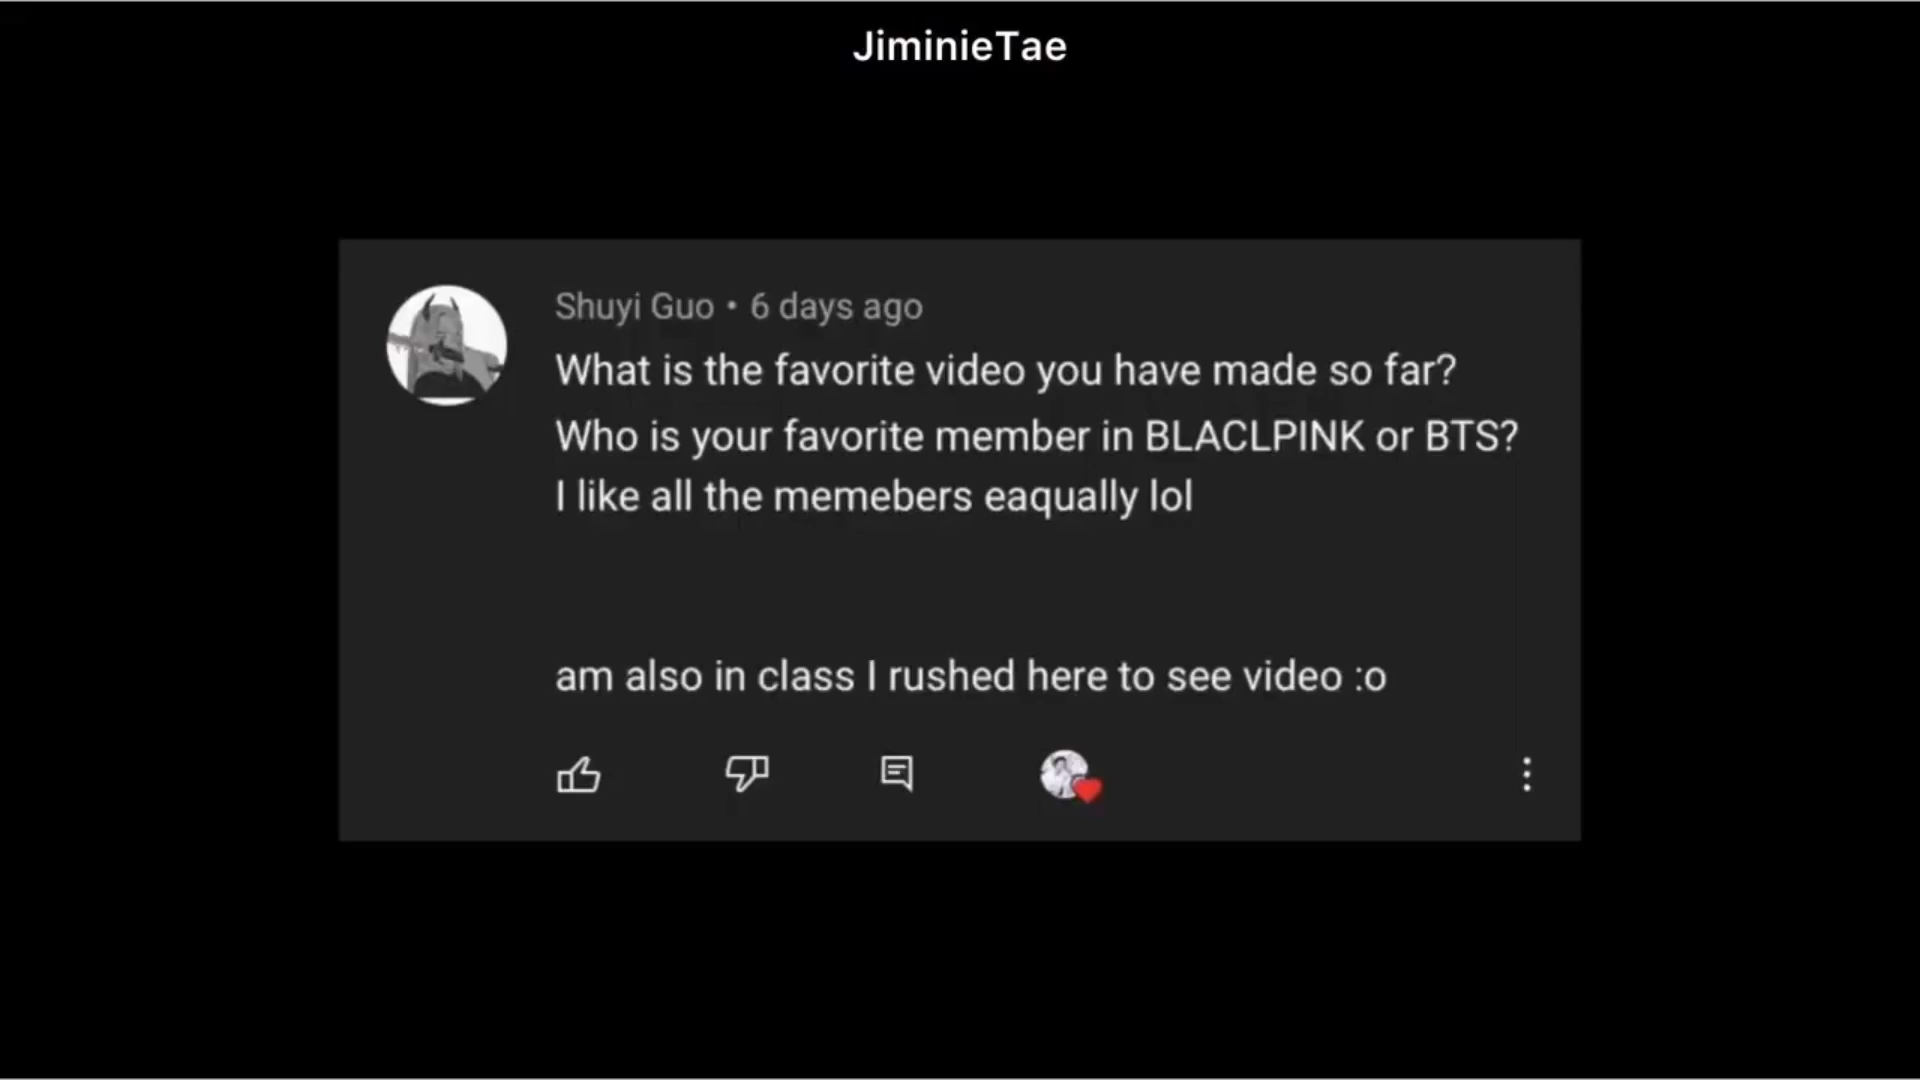 JiminieTae
Shuyi Guo • 6 days ago
What is the favorite video you have made so far?
Who is your favorite member in BLACLPINK or BTS?
I like all the memebers eaqually lol
am also in class I rushed here to see video :o